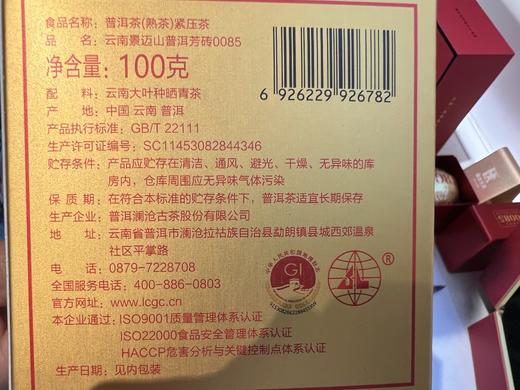 食品名称：普洱茶(熟茶)紧压茶
品　　名：云南景迈山普洱芳砖0085
净含量：100克
配　　料：云南大叶种晒青茶
产　　地：中国 云南 普洱
产品执行标准：GB/T 22111
生产许可证编号：SC11453082844346
贮存条件：产品应贮存在清洁、通风、避光、干燥、无异味的库
房内，仓库周围应无异味气体污染
保 质 期：在符合本标准的贮存条件下，普洱茶适宜长期保存
生产企业：普洱澜沧古茶股份有限公司
地　　址：云南省普洱市澜沧拉祜族自治县勐朗镇县城西郊温泉
社区平掌路
电　　话：0879-7228708
全国服务电话：400-886-0803
官方网址：www.lcgc.cn
本企业通过：ISO9001质量管理体系认证
ISO22000食品安全管理体系认证
HACCP危害分析与关键控制点体系认证
生产日期：见内包装
6 926229 926782
GI
®
0085